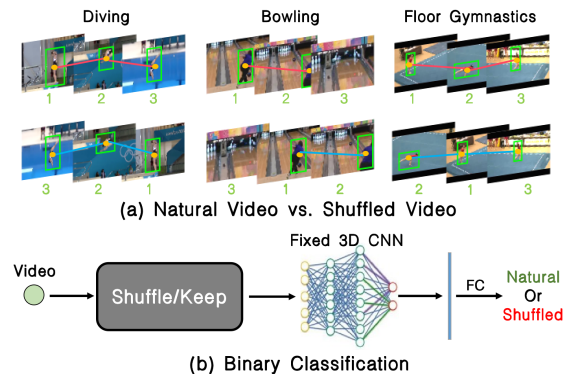 Diving Bowling Floor Gymnastics
1 2 3 1 2 3 1 2 3
3 2 1 3 1 2 2 1 3
(a) Natural Video vs. Shuffled Video
Fixed 3D CNN
Video
Shuffle/Keep
FC
Natural
Or
Shuffled
(b) Binary Classification